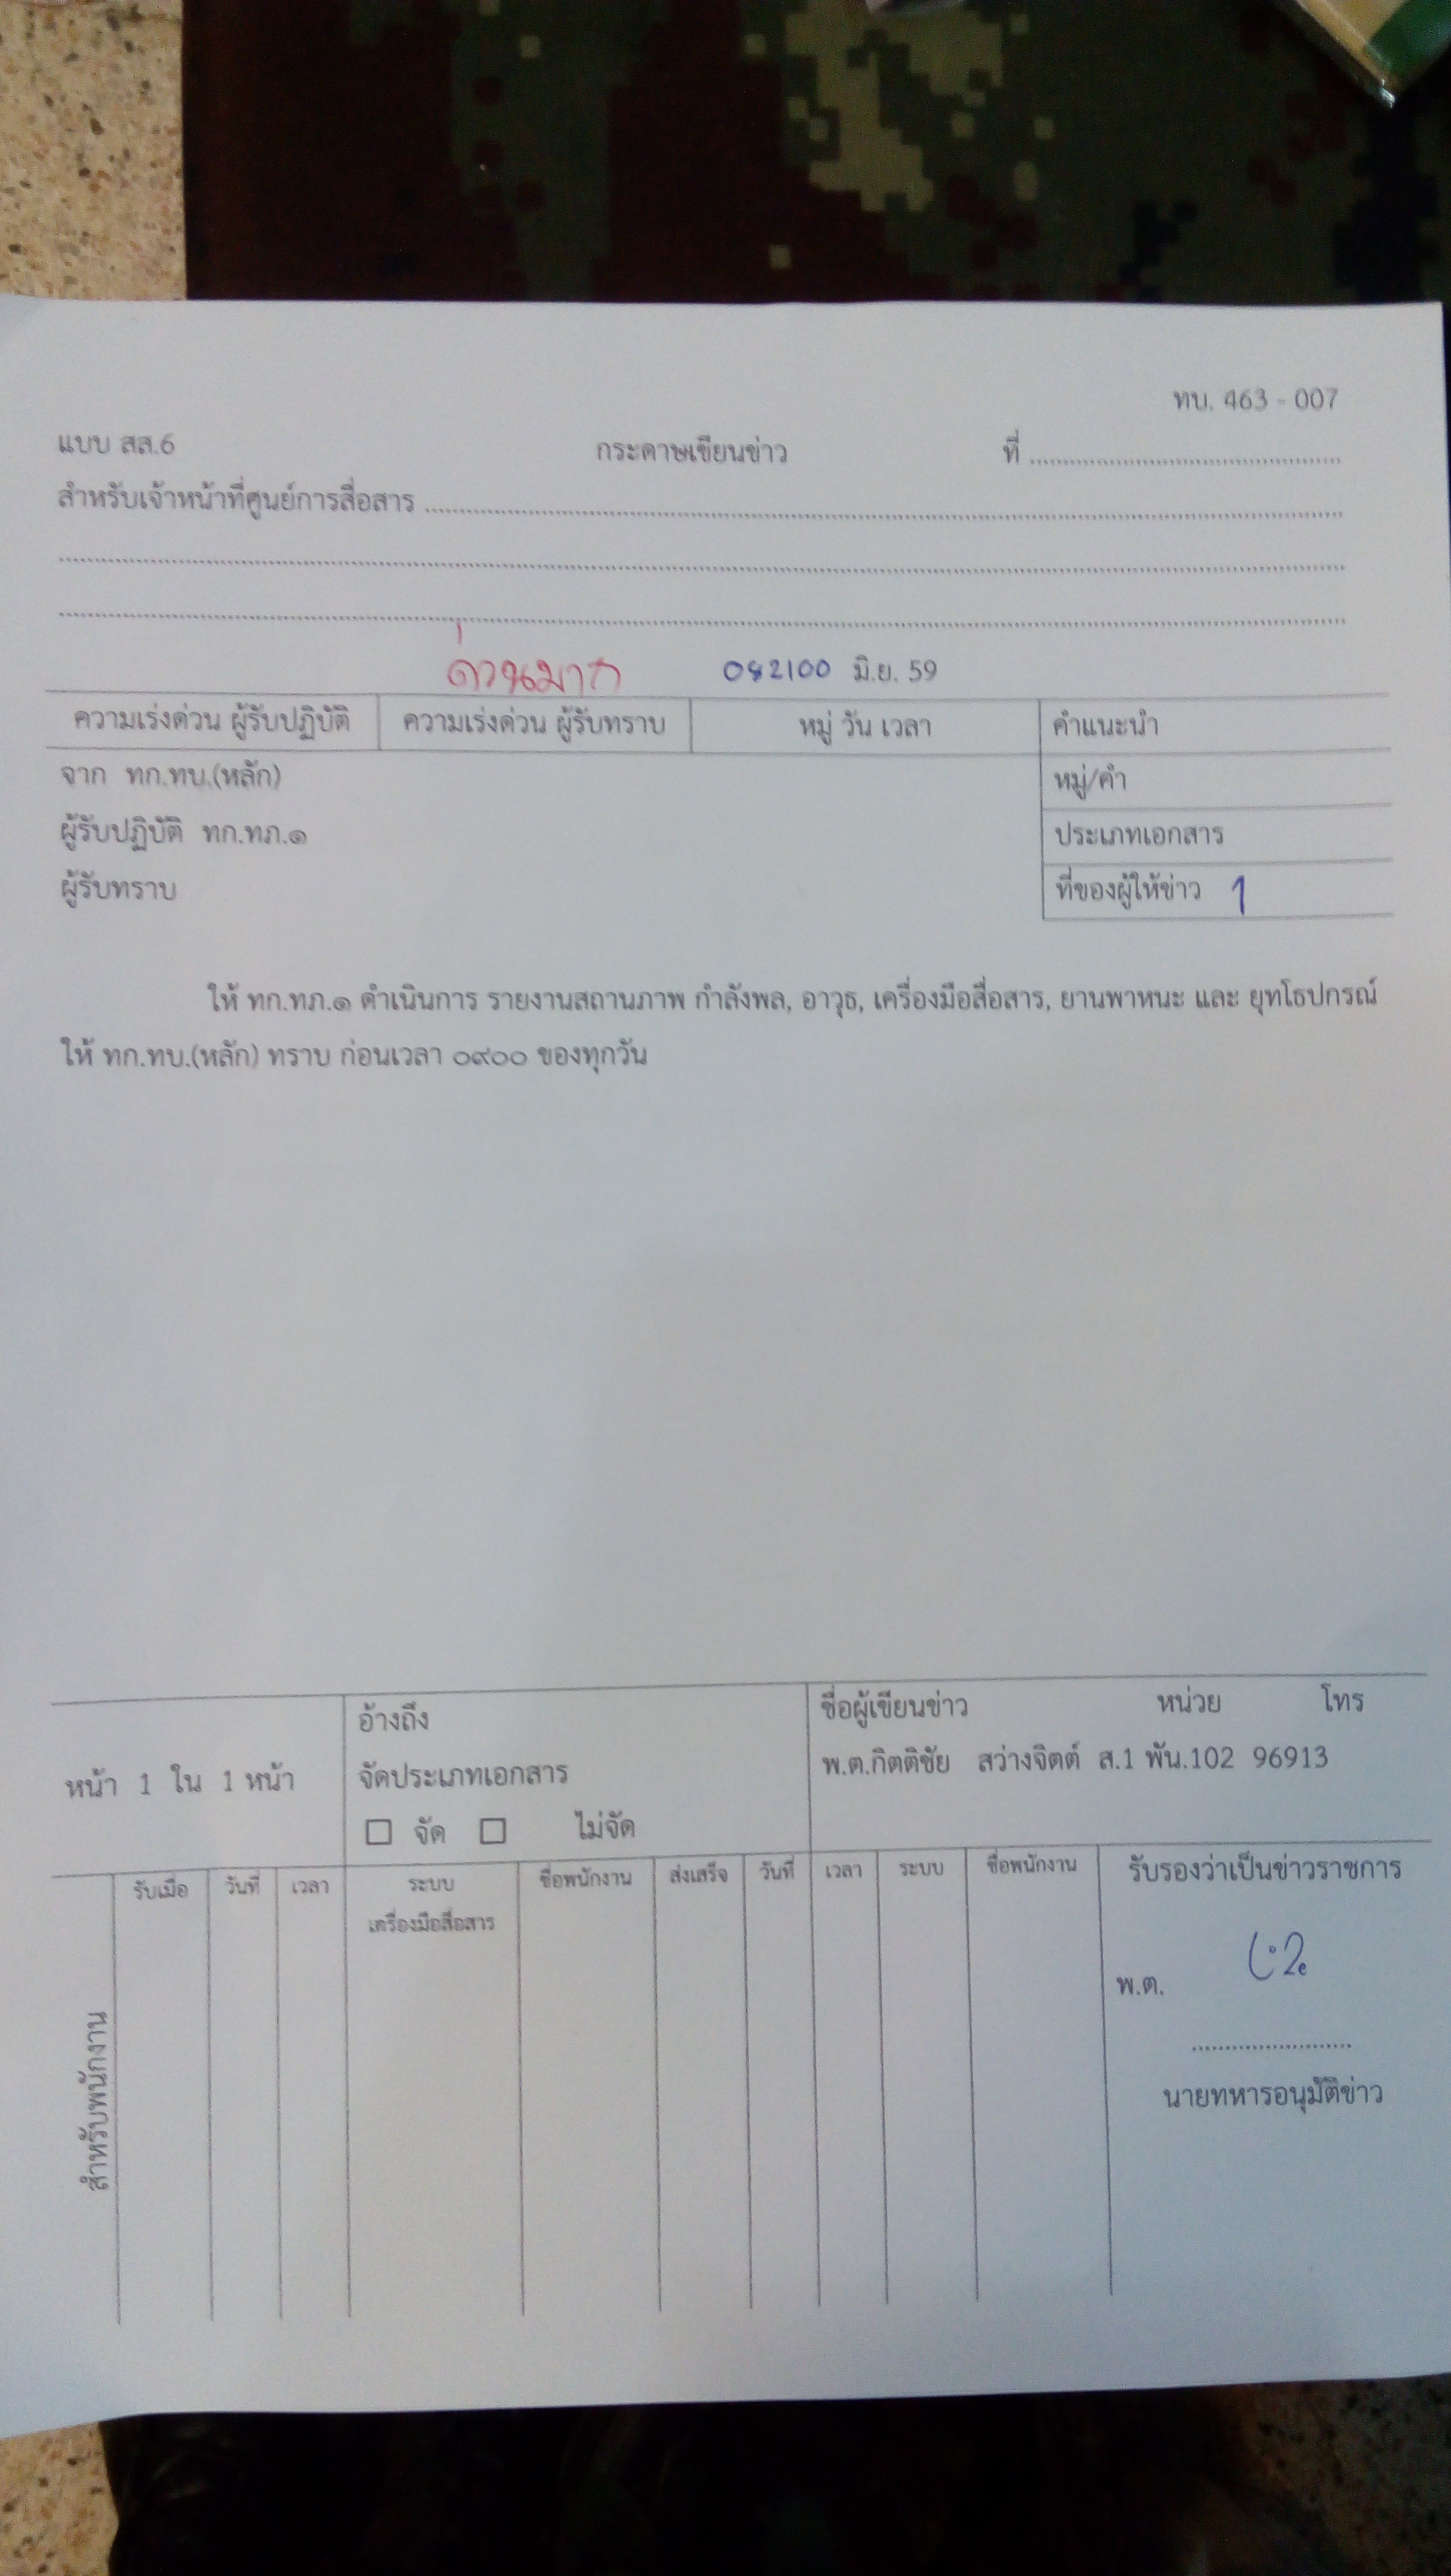 ทบ. 463 - 007
แบบ สส.6 กระดาษเขียนข่าว ที่ ............................................
สำหรับเจ้าหน้าที่ศูนย์การสื่อสาร ............................................
ด่วนมาก 082100 มิ.ย. 59
ความเร่งด่วน ผู้รับปฏิบัติ ความเร่งด่วน ผู้รับทราบ หมู่ วัน เวลา คำแนะนำ
จาก ทก.ทบ.(หลัก) หมู่/คำ
ผู้รับปฏิบัติ ทก.ทภ.๑ ประเภทเอกสาร
ผู้รับทราบ ที่ของผู้ให้ข่าว 1
ให้ ทก.ทภ.๑ ดำเนินการ รายงานสถานภาพ กำลังพล, อาวุธ, เครื่องมือสื่อสาร, ยานพาหนะ และ ยุทโธปกรณ์
ให้ ทก.ทบ.(หลัก) ทราบ ก่อนเวลา ๐๙๐๐ ของทุกวัน
อ้างถึง ชื่อผู้เขียนข่าว หน่วย โทร
หน้า 1 ใน 1 หน้า จัดประเภทเอกสาร พ.ต.กิตติชัย สว่างจิตต์ ส.1 พัน.102 96913
☐ จัด ☐ ไม่จัด
สำหรับพนักงาน รับเมื่อ วันที่ เวลา ระบบ ชื่อพนักงาน ส่งเสร็จ วันที่ เวลา ระบบ ชื่อพนักงาน รับรองว่าเป็นข่าวราชการ
เครื่องมือสื่อสาร
พ.ต.
............................
นายทหารอนุมัติข่าว